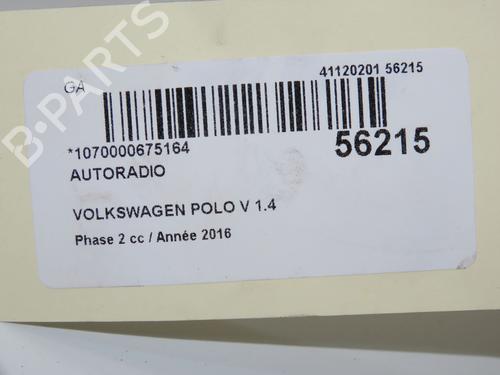 GA
41120201 56215
*1070000675164
56215
AUTORADIO
VOLKSWAGEN POLO V 1.4
Phase 2 cc / Année 2016
B-PARTS